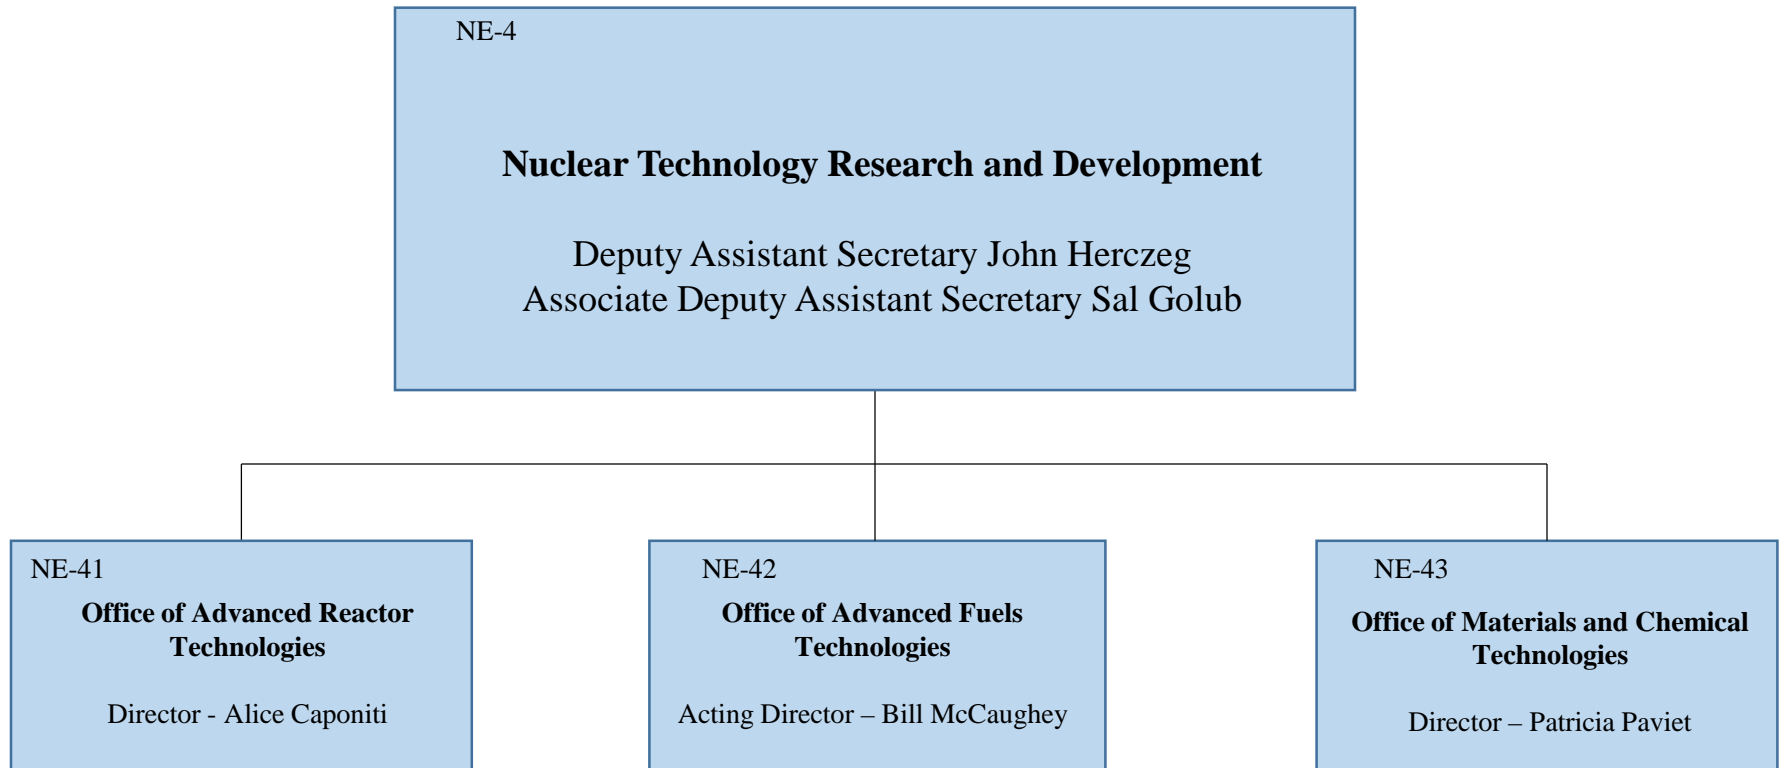 NE-4
Nuclear Technology Research and Development
Deputy Assistant Secretary John Herczeg
Associate Deputy Assistant Secretary Sal Golub
NE-41
Office of Advanced Reactor
Technologies
Director - Alice Caponiti
NE-42
Office of Advanced Fuels
Technologies
Acting Director – Bill McCaughey
NE-43
Office of Materials and Chemical
Technologies
Director – Patricia Paviet